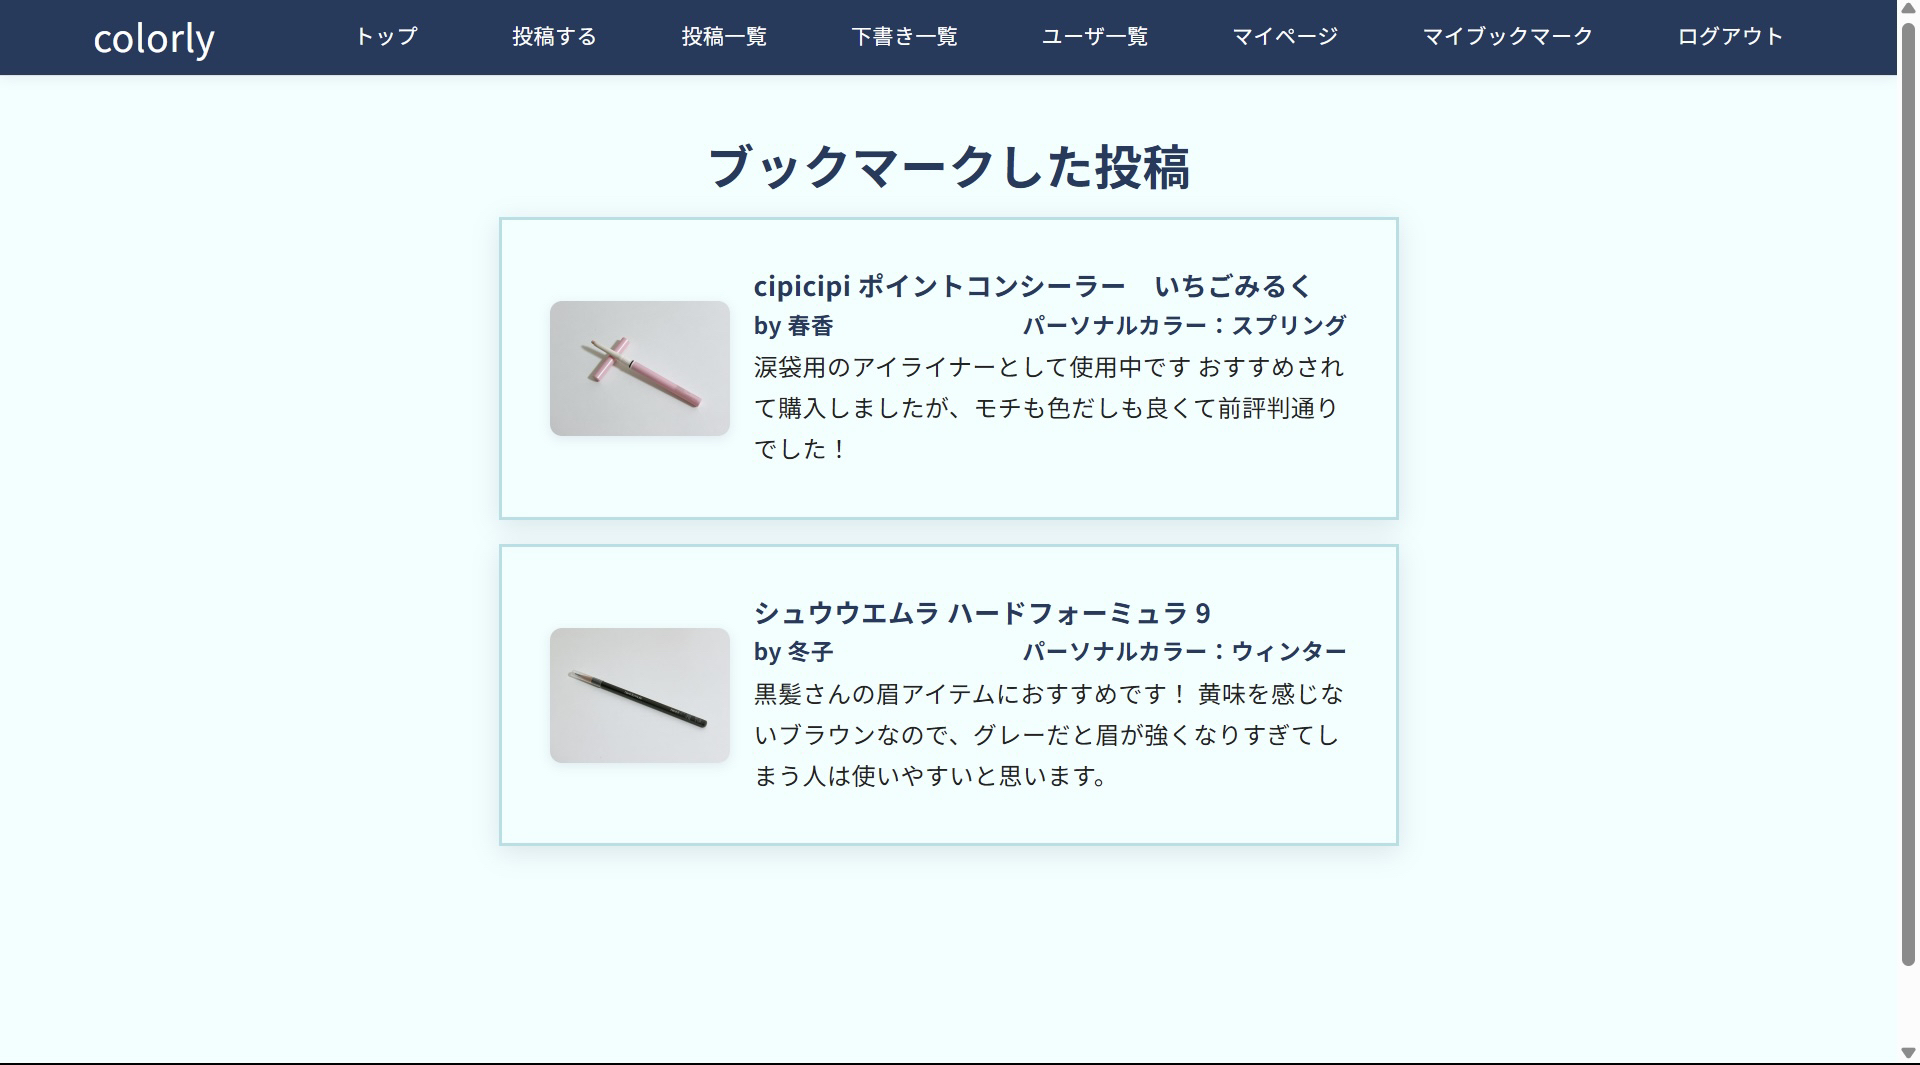 colorly トップ 投稿する 投稿一覧 下書き一覧 ユーザ一覧 マイページ マイブックマーク ログアウト
ブックマークした投稿
cipicipi ポイントコンシーラー　いちごみるく
by 春香 パーソナルカラー：スプリング
涙袋用のアイライナーとして使用中です おすすめされ
て購入しましたが、モチも色だしも良くて前評判通り
でした！
シュウウエムラ ハードフォーミュラ 9
by 冬子 パーソナルカラー：ウィンター
黒髪さんの眉アイテムにおすすめです！ 黄味を感じな
いブラウンなので、グレーだと眉が強くなりすぎてし
まう人は使いやすいと思います。